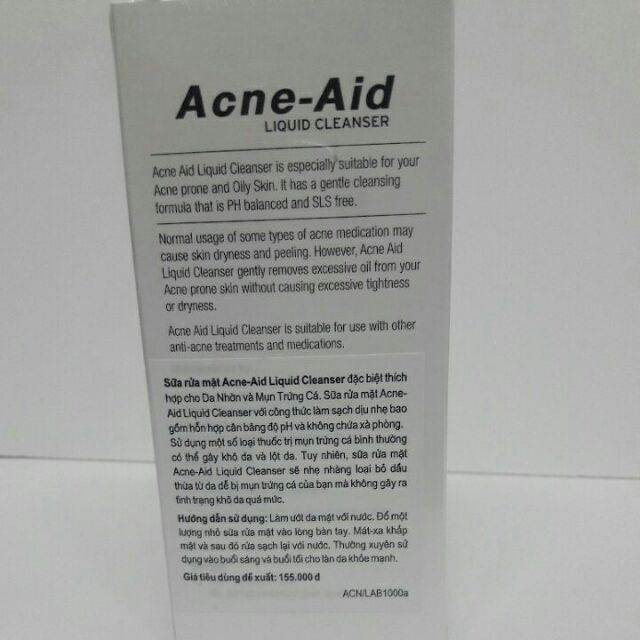 Acne-Aid
LIQUID CLEANSER
Acne Aid Liquid Cleanser is especially suitable for your
Acne prone and Oily Skin. It has a gentle cleansing
formula that is PH balanced and SLS free.
Normal usage of some types of acne medication may
cause skin dryness and peeling. However, Acne Aid
Liquid Cleanser gently removes excessive oil from your
Acne prone skin without causing excessive tightness
or dryness.
Acne Aid Liquid Cleanser is suitable for use with other
anti-acne treatments and medications.
Sữa rửa mặt Acne-Aid Liquid Cleanser đặc biệt thích
hợp cho Da Nhờn và Mụn Trứng Cá. Sữa rửa mặt Acne-
Aid Liquid Cleanser với công thức làm sạch dịu nhẹ bao
gồm hỗn hợp cân bằng độ pH và không chứa xà phòng.
Sử dụng một số loại thuốc trị mụn trứng cá bình thường
có thể gây khô da và lột da. Tuy nhiên, sữa rửa mặt
Acne-Aid Liquid Cleanser sẽ nhẹ nhàng loại bỏ dầu
thừa từ da dễ bị mụn trứng cá của bạn mà không gây ra
tình trạng khô da quá mức.
Hướng dẫn sử dụng: Làm ướt da mặt với nước. Đổ một
lượng nhỏ sữa rửa mặt vào lòng bàn tay. Mát-xa khắp
mặt và sau đó rửa sạch lại với nước. Thường xuyên sử
dụng vào buổi sáng và buổi tối cho làn da khỏe mạnh.
Giá tiêu dùng đề xuất: 155.000 đ
ACN/LAB1000a